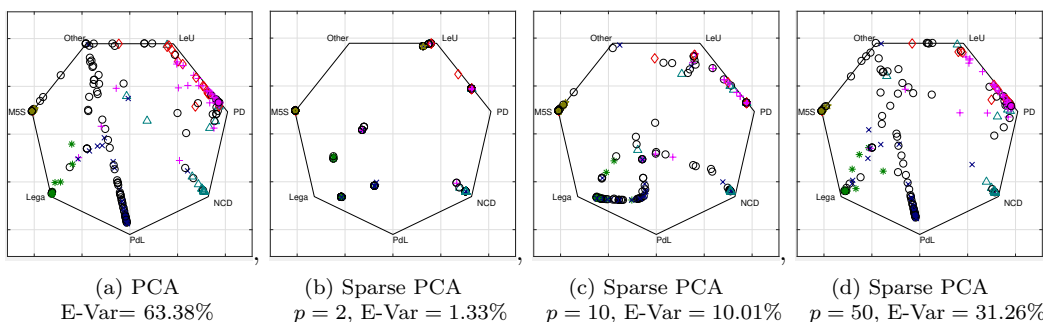 Other LeU
M5S PD
Lega NCD
PdL
,
(a) PCA
E-Var= 63.38%
Other LeU
M5S PD
Lega NCD
PdL
,
(b) Sparse PCA
p = 2, E-Var = 1.33%
Other LeU
M5S PD
Lega NCD
PdL
,
(c) Sparse PCA
p = 10, E-Var = 10.01%
Other LeU
M5S PD
Lega NCD
PdL
(d) Sparse PCA
p = 50, E-Var = 31.26%